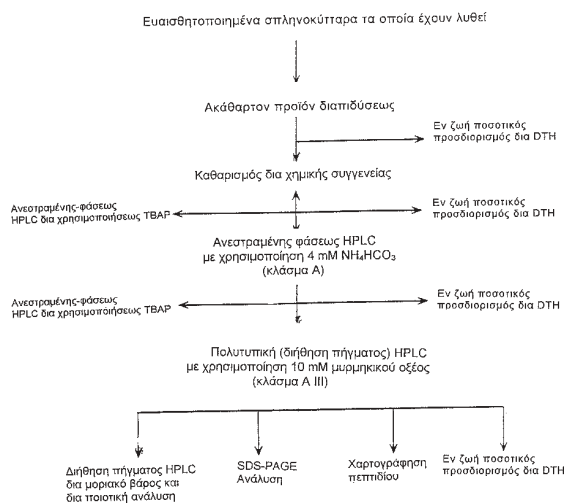 Ευαισθητοποιημένα σπληνοκύτταρα τα οποία έχουν λυθεί
Ακάθαρτον προϊόν διαπιδύσεως
Εν ζωή ποσοτικός
προσδιορισμός δια DTH
Καθαρισμός δια χημικής συγγενείας
Ανεστραμένης-φάσεως
HPLC δια χρησιμοποιήσεως TBAP
Εν ζωή ποσοτικός
προσδιορισμός δια DTH
Ανεστραμένης φάσεως HPLC
με χρησιμοποίηση 4 mM NH₄HCO₃
(κλάσμα Α)
Ανεστραμένης-φάσεως
HPLC δια χρησιμοποιήσεως TBAP
Εν ζωή ποσοτικός
προσδιορισμός δια DTH
Πολυτυπική (διήθηση πήγματος) HPLC
με χρησιμοποίηση 10 mM μυρμηκικού οξέος
(κλάσμα Α ΙΙΙ)
Διήθηση πήγματος HPLC
δια μοριακό βάρος και
δια ποιοτική ανάλυση
SDS-PAGE
Ανάλυση
Χαρτογράφηση
πεπτιδίου
Εν ζωή ποσοτικός
προσδιορισμός δια DTH